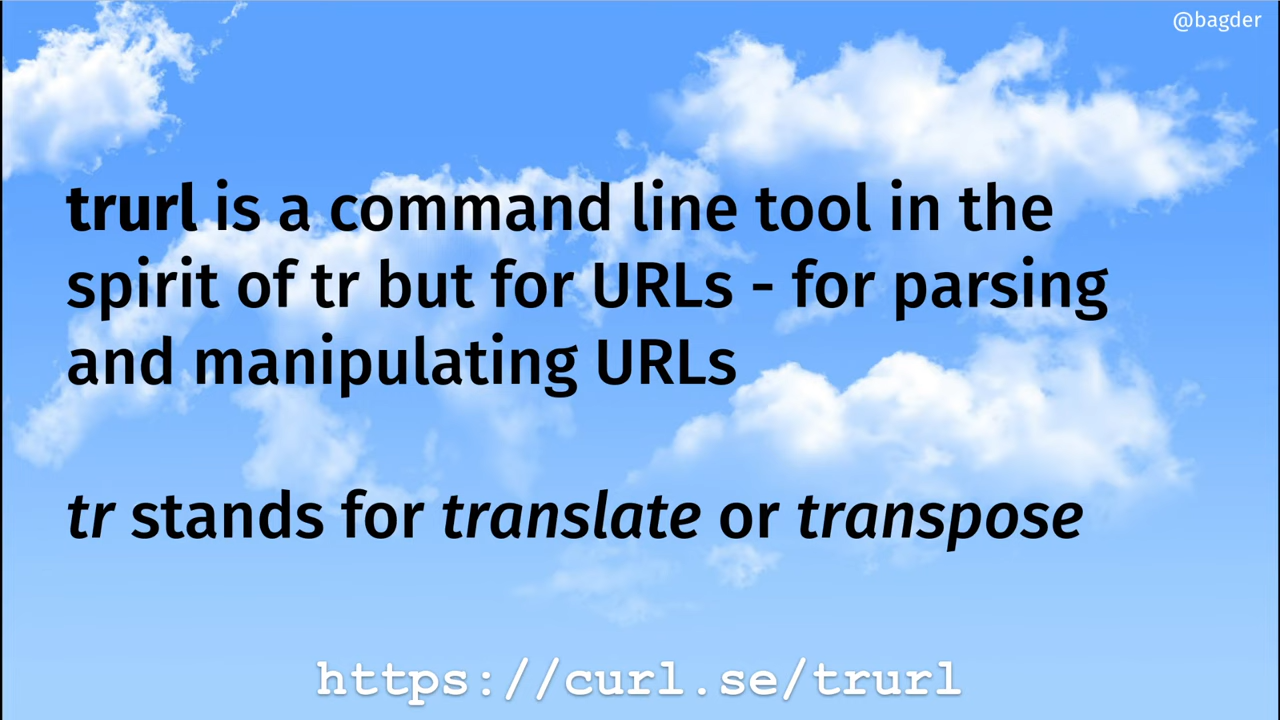 @bagder
trurl is a command line tool in the
spirit of tr but for URLs - for parsing
and manipulating URLs
tr stands for translate or transpose
https://curl.se/trurl